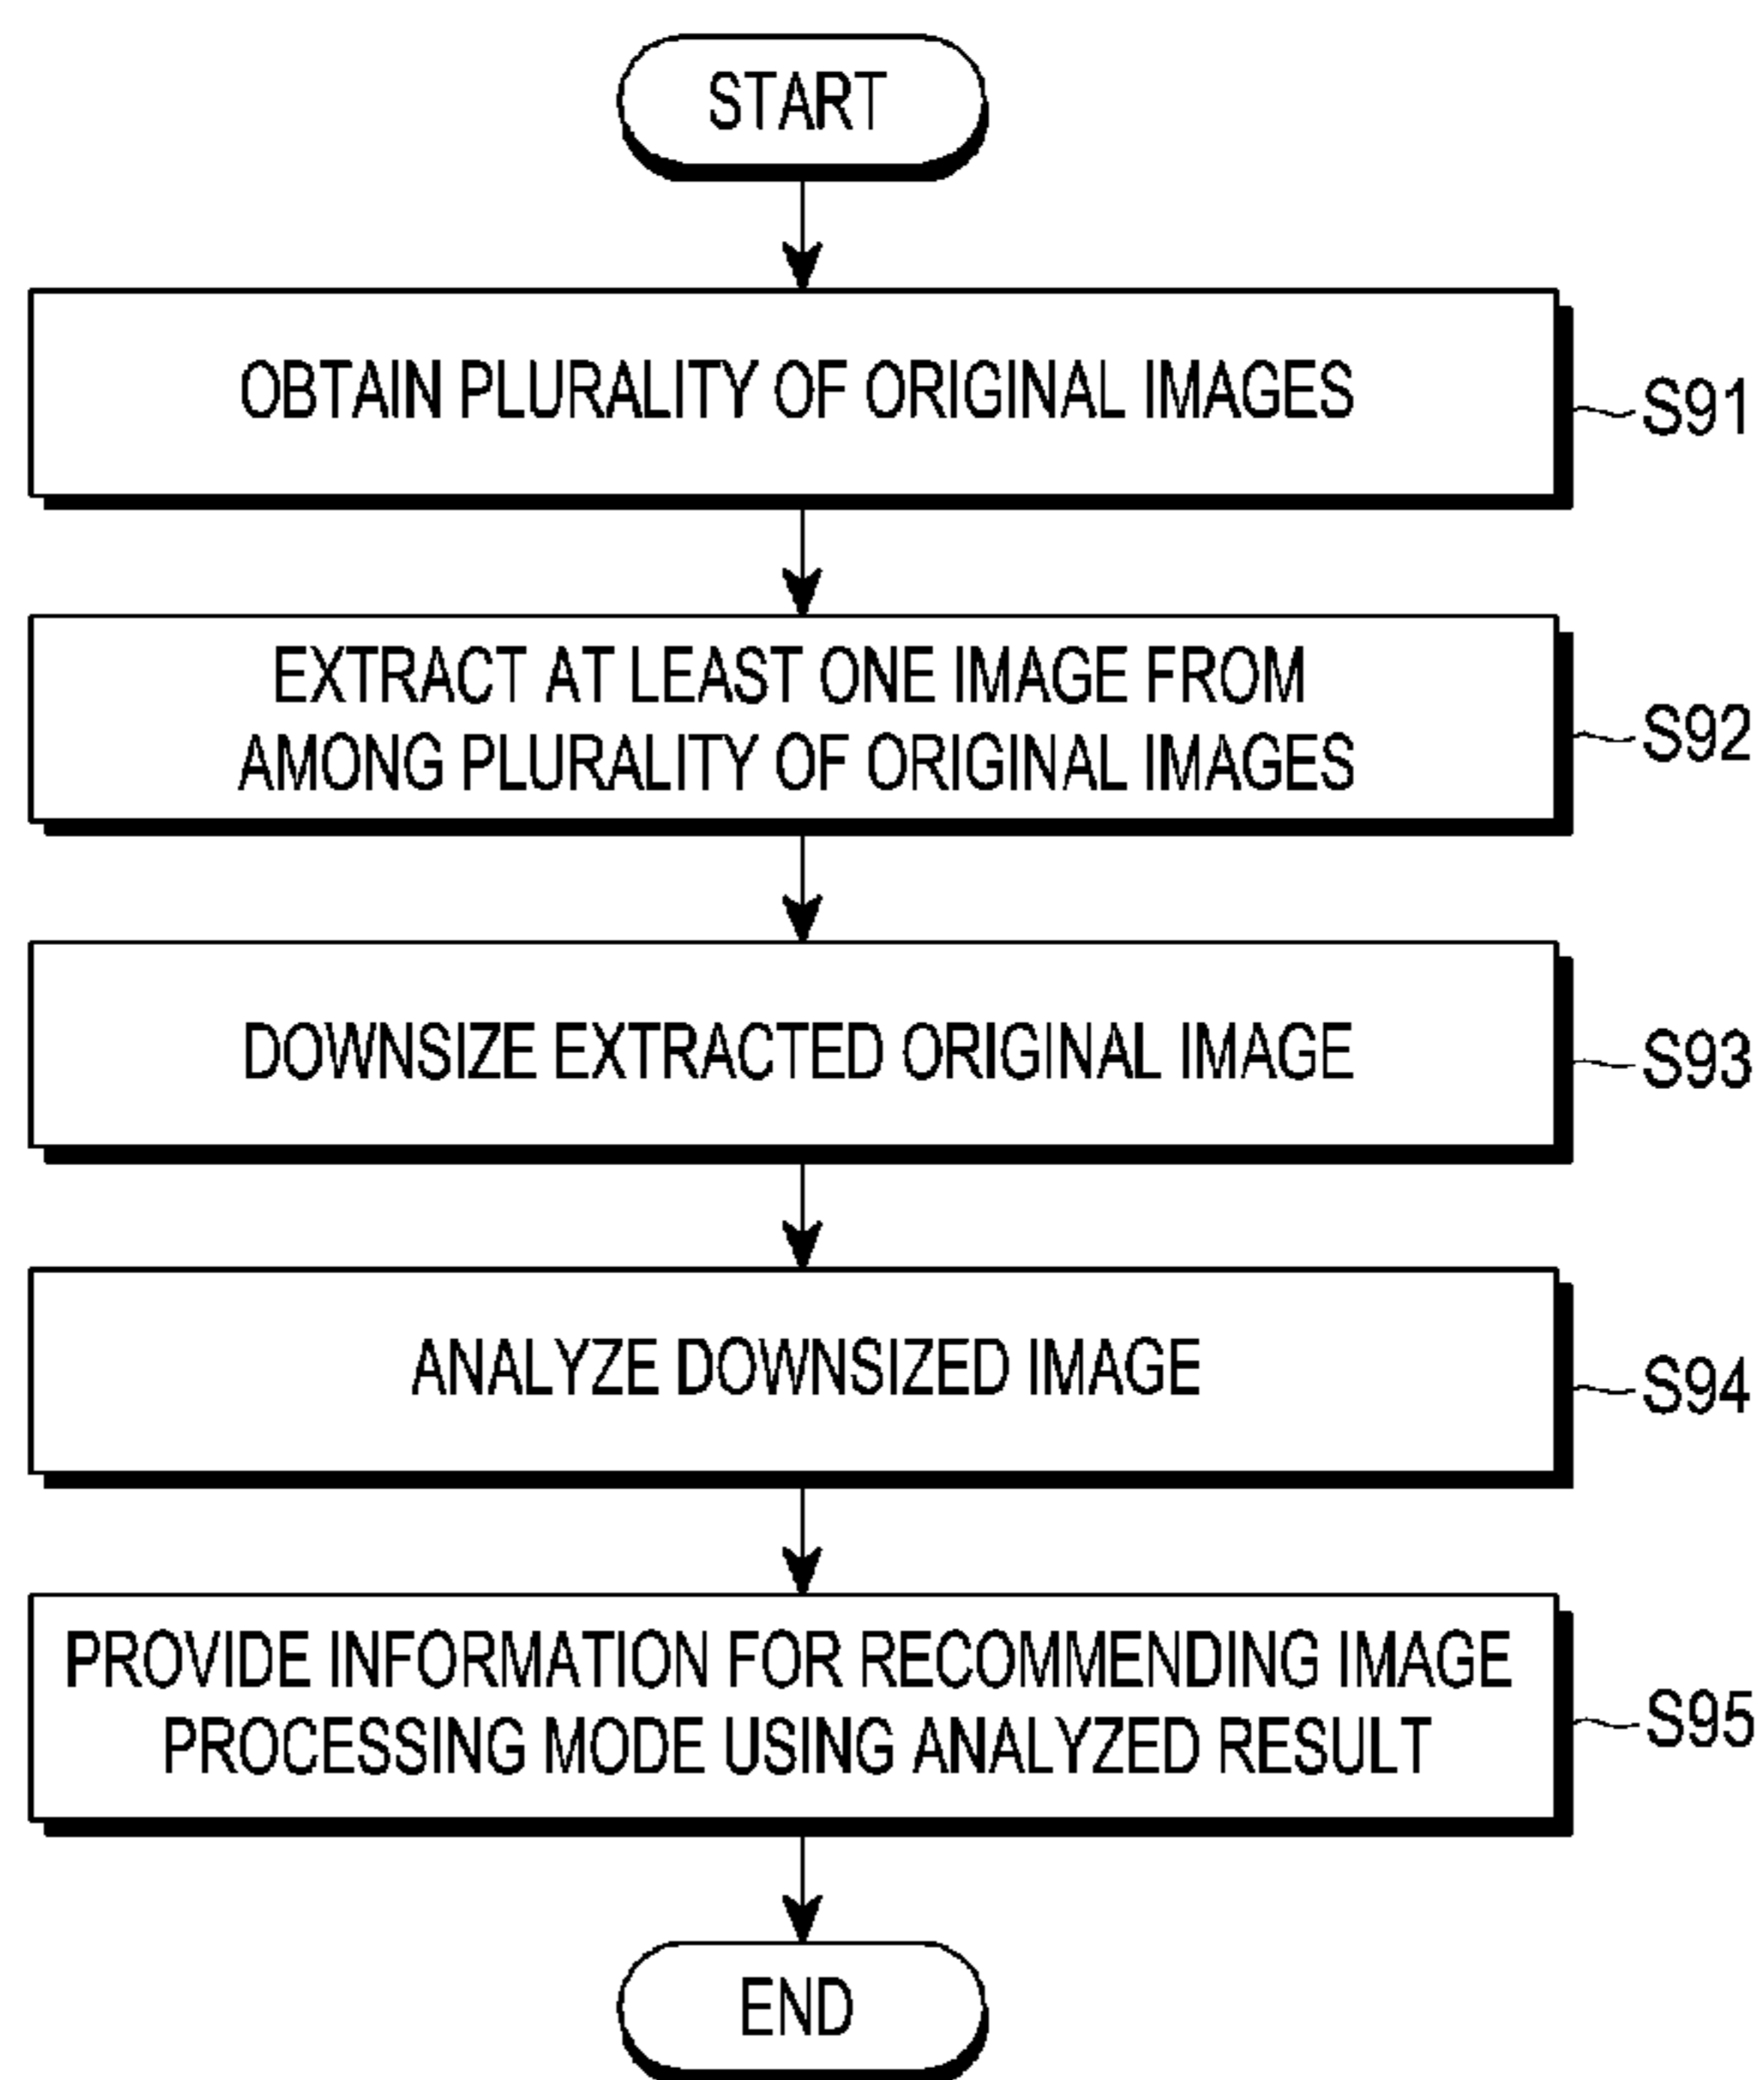 START
OBTAIN PLURALITY OF ORIGINAL IMAGES
S91
EXTRACT AT LEAST ONE IMAGE FROM
AMONG PLURALITY OF ORIGINAL IMAGES
S92
DOWNSIZE EXTRACTED ORIGINAL IMAGE
S93
ANALYZE DOWNSIZED IMAGE
S94
PROVIDE INFORMATION FOR RECOMMENDING IMAGE
PROCESSING MODE USING ANALYZED RESULT
S95
END